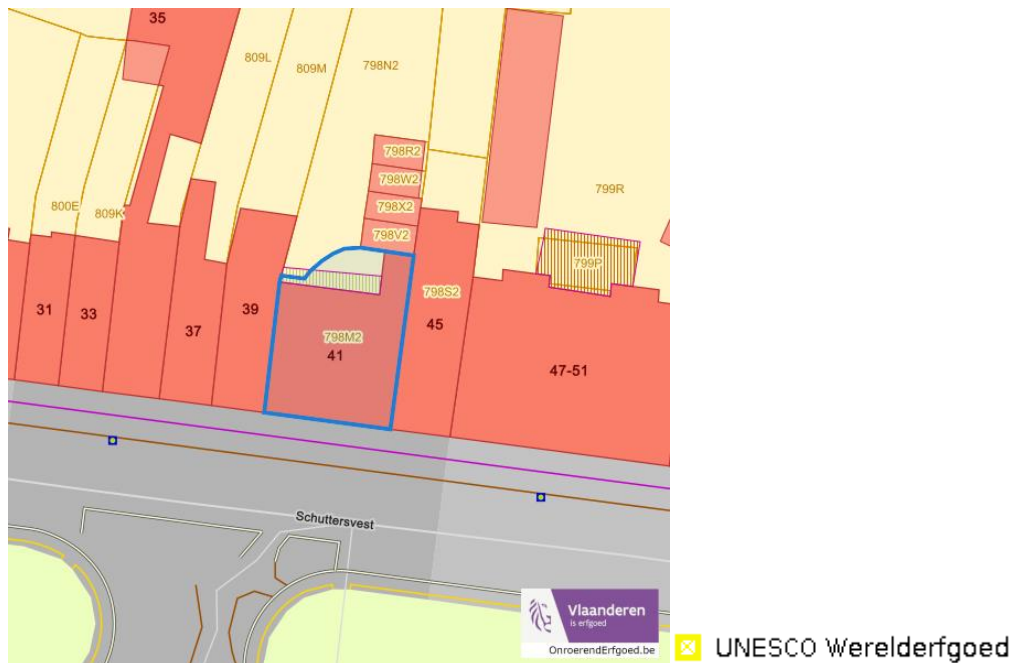 35
809L
809M
798N2
798R2
798W2
799R
800E
809K
798X2
798V2
799P
798S2
31
33
37
39
798M2
41
45
47-51
Schuttersvest
Vlaanderen
is erfgoed
OnroerendErfgoed.be
UNESCO Werelderfgoed